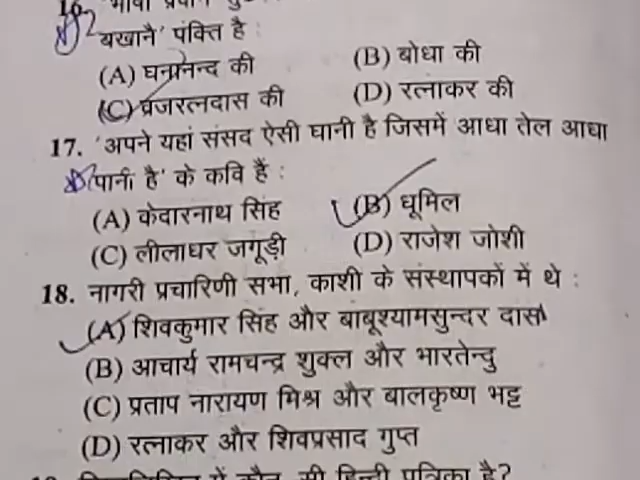 16.
बखानै' पंक्ति है :
(A) घनानन्द की (B) बोधा की
(C) ब्रजरत्नदास की (D) रत्नाकर की
17. 'अपने यहां संसद ऐसी घानी है जिसमें आधा तेल आधा
पानी है' के कवि हैं :
(A) केदारनाथ सिंह (B) धूमिल
(C) लीलाधर जगूड़ी (D) राजेश जोशी
18. नागरी प्रचारिणी सभा, काशी के संस्थापकों में थे :
(A) शिवकुमार सिंह और बाबूश्यामसुन्दर दास
(B) आचार्य रामचन्द्र शुक्ल और भारतेन्दु
(C) प्रताप नारायण मिश्र और बालकृष्ण भट्ट
(D) रत्नाकर और शिवप्रसाद गुप्त
में कौन सी हिन्दी पत्रिका है?